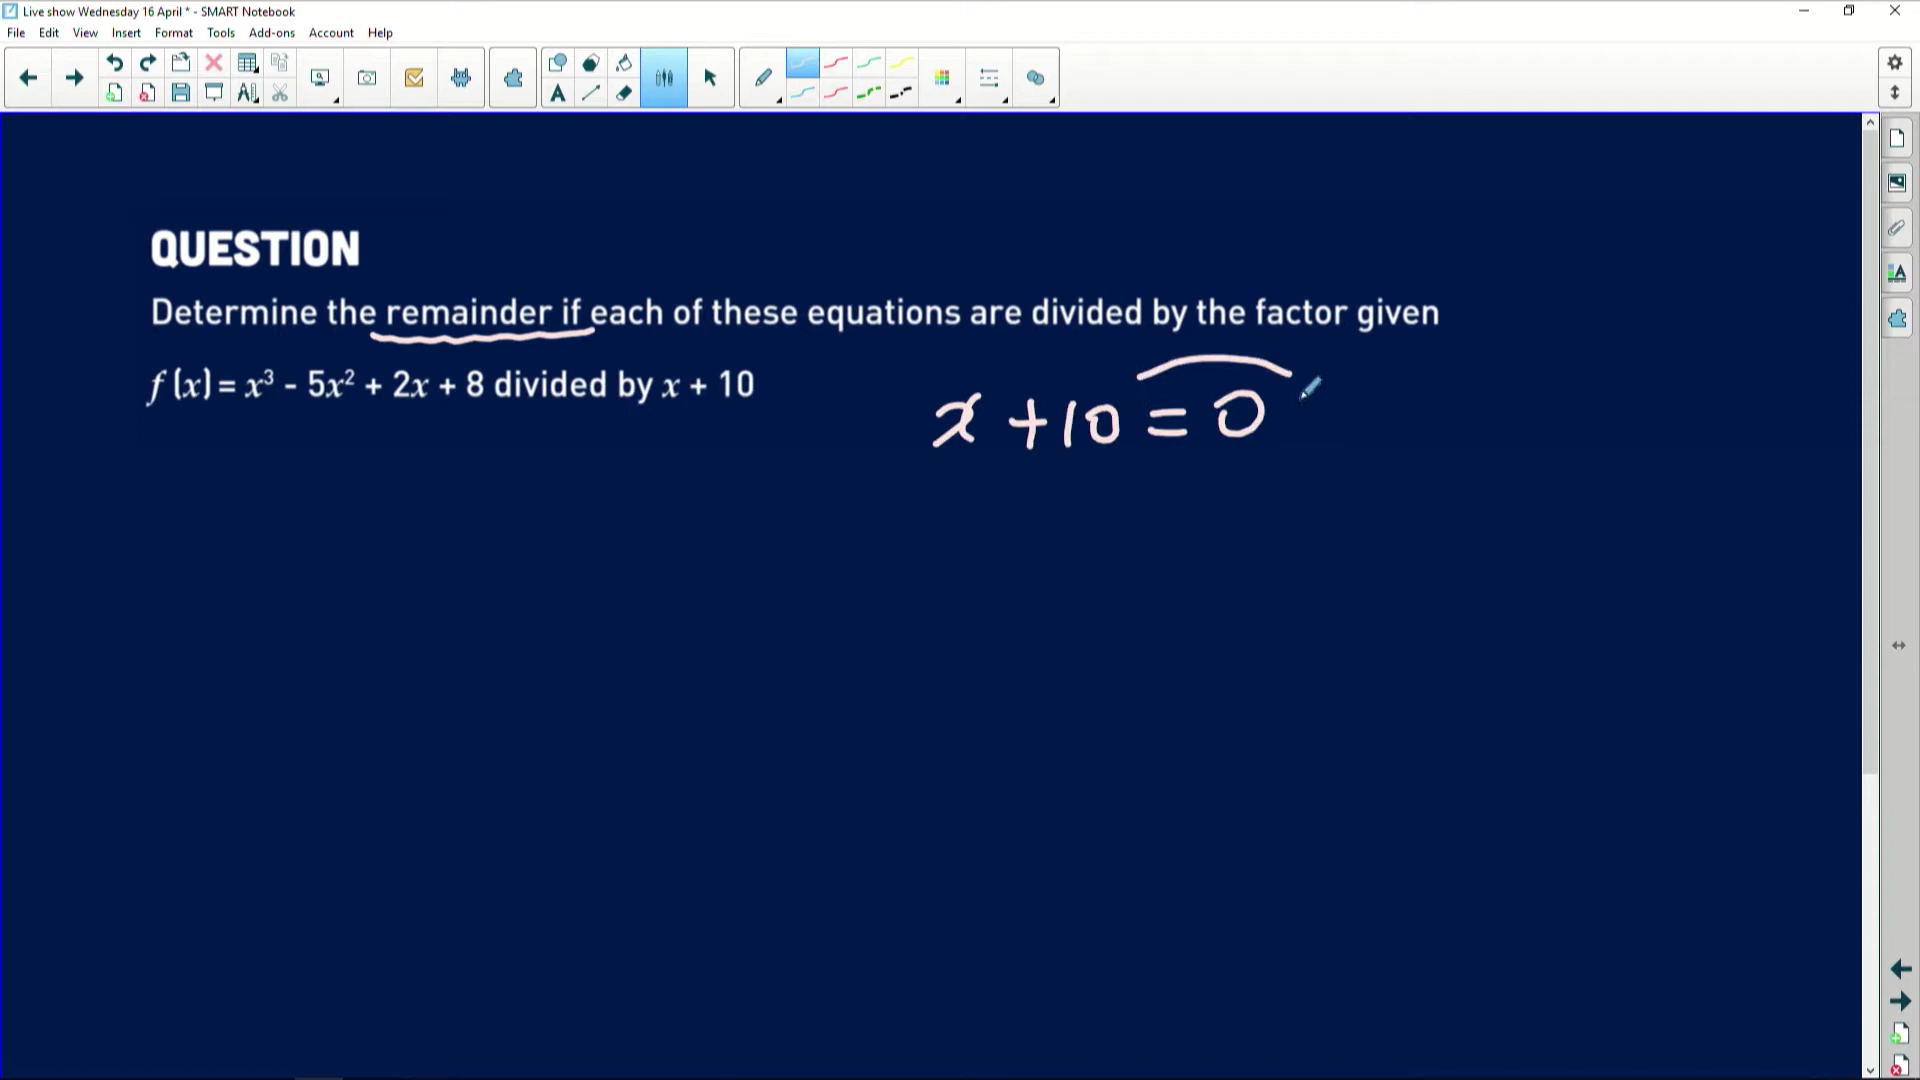 Live show Wednesday 16 April * - SMART Notebook
File Edit View Insert Format Tools Add-ons Account Help
QUESTION
Determine the remainder if each of these equations are divided by the factor given
f (x) = x³ - 5x² + 2x + 8 divided by x + 10
x + 10 = 0